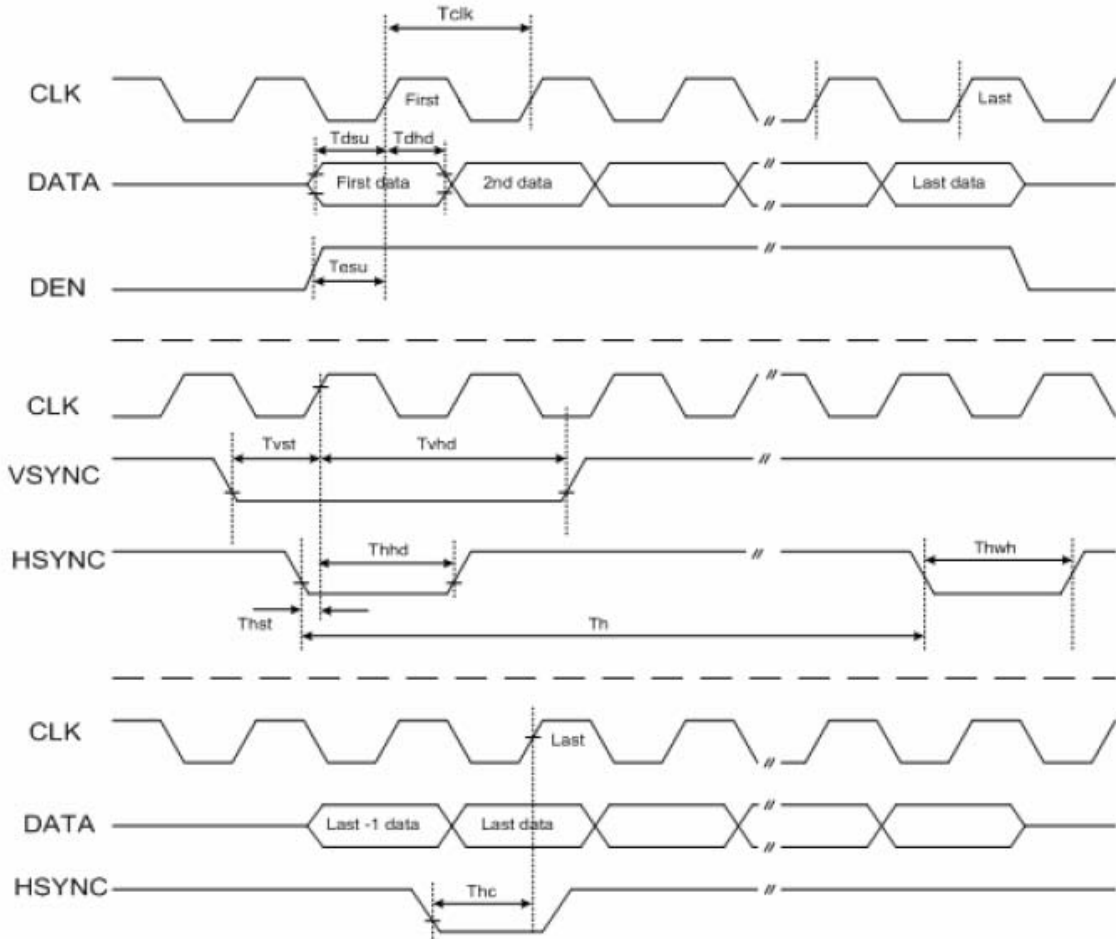 Tclk
CLK
First
Last
Tdsu
Tdhd
DATA
First data
2nd data
Last data
DEN
Tesu
CLK
Tvst
Tvhd
VSYNC
HSYNC
Thhd
Thwh
Thst
Th
CLK
Last
DATA
Last -1 data
Last data
HSYNC
Thc